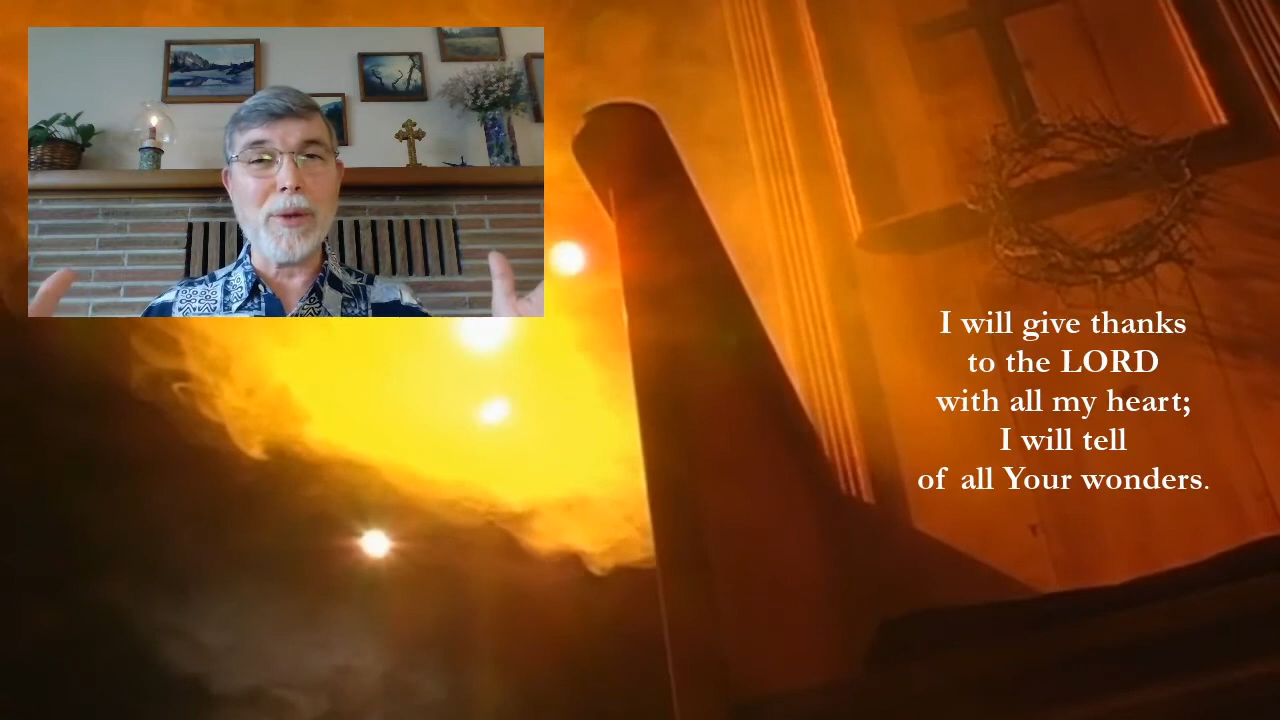 I will give thanks
to the LORD
with all my heart;
I will tell
of all Your wonders.